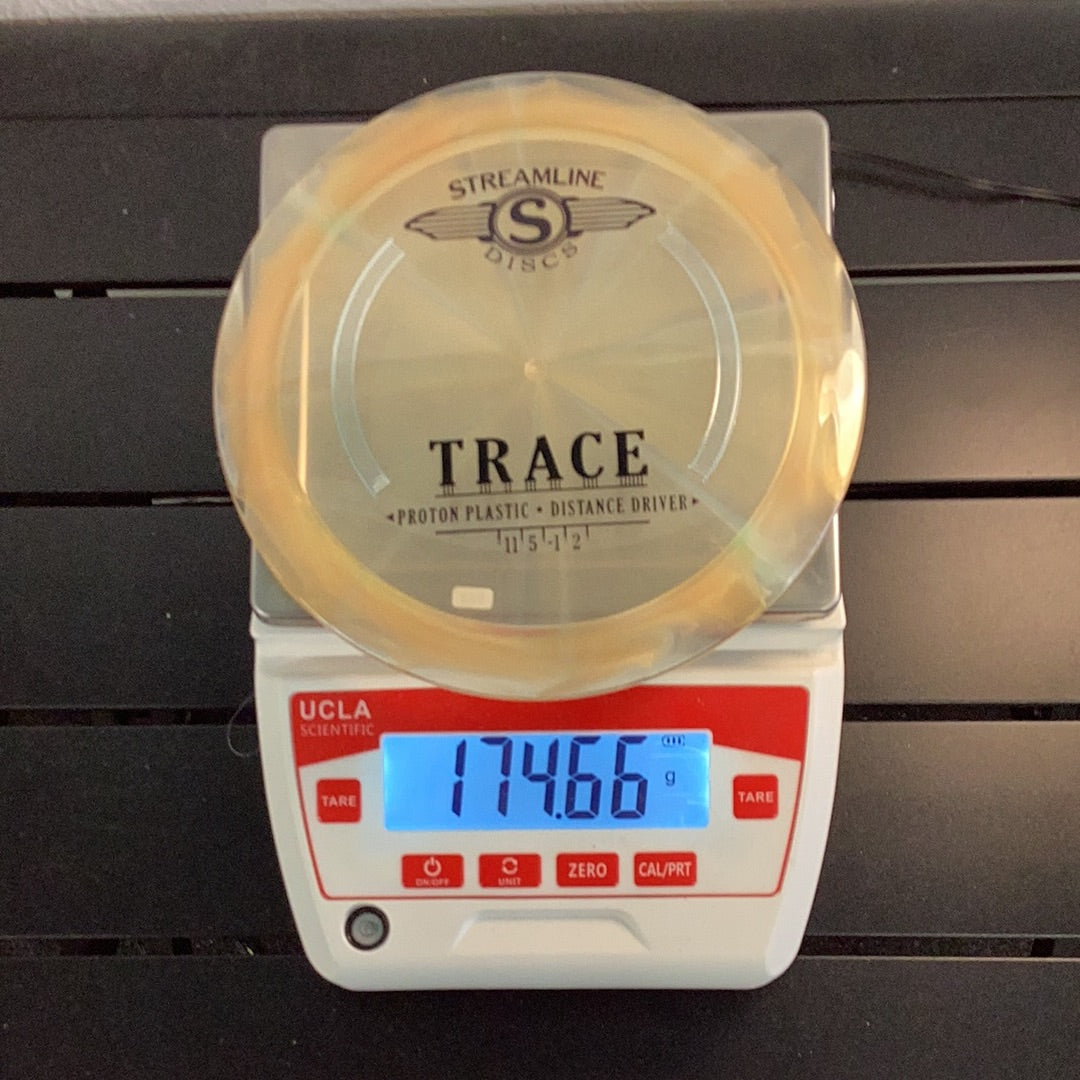 STREAMLINE
S
DISCS
TRACE
PROTON PLASTIC • DISTANCE DRIVER
11 5 -1 2
UCLA
SCIENTIFIC
174.66 g
TARE
TARE
ON/OFF
UNIT
ZERO
CAL/PRT